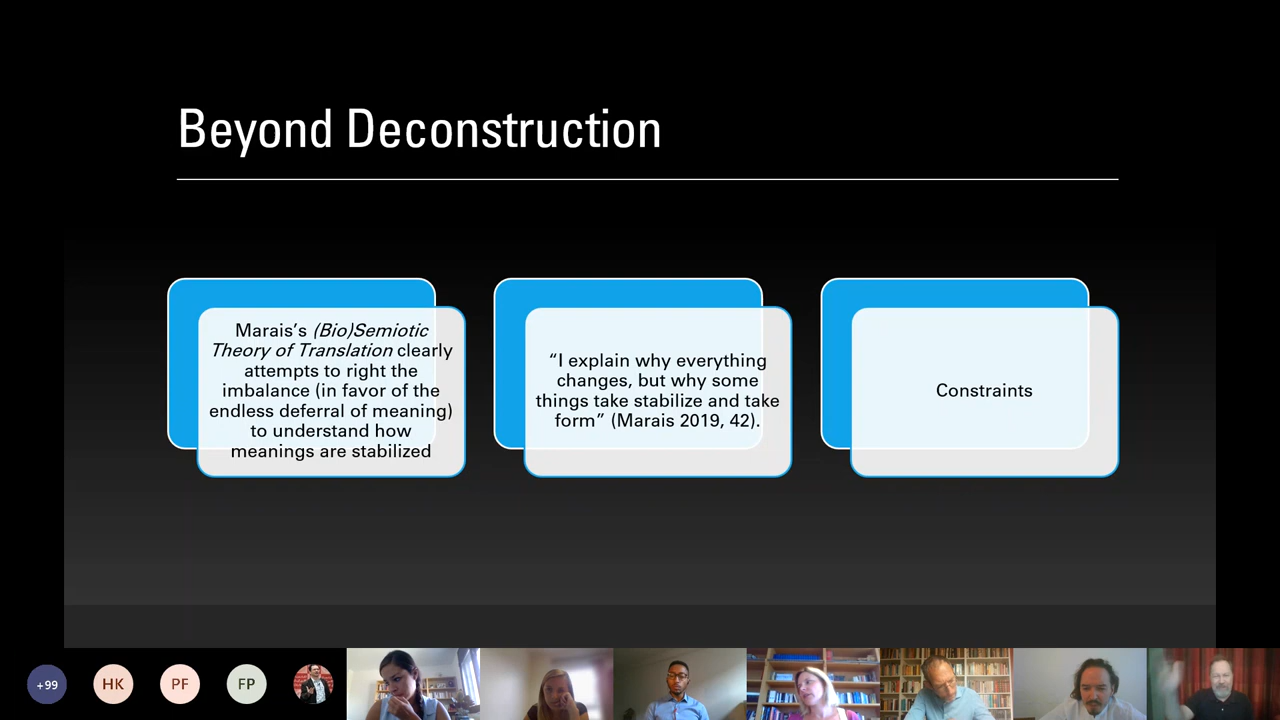 Beyond Deconstruction
Marais’s (Bio)Semiotic
Theory of Translation clearly
attempts to right the
imbalance (in favor of the
endless deferral of meaning)
to understand how
meanings are stabilized
“I explain why everything
changes, but why some
things take stabilize and take
form” (Marais 2019, 42).
Constraints
+99
HK
PF
FP